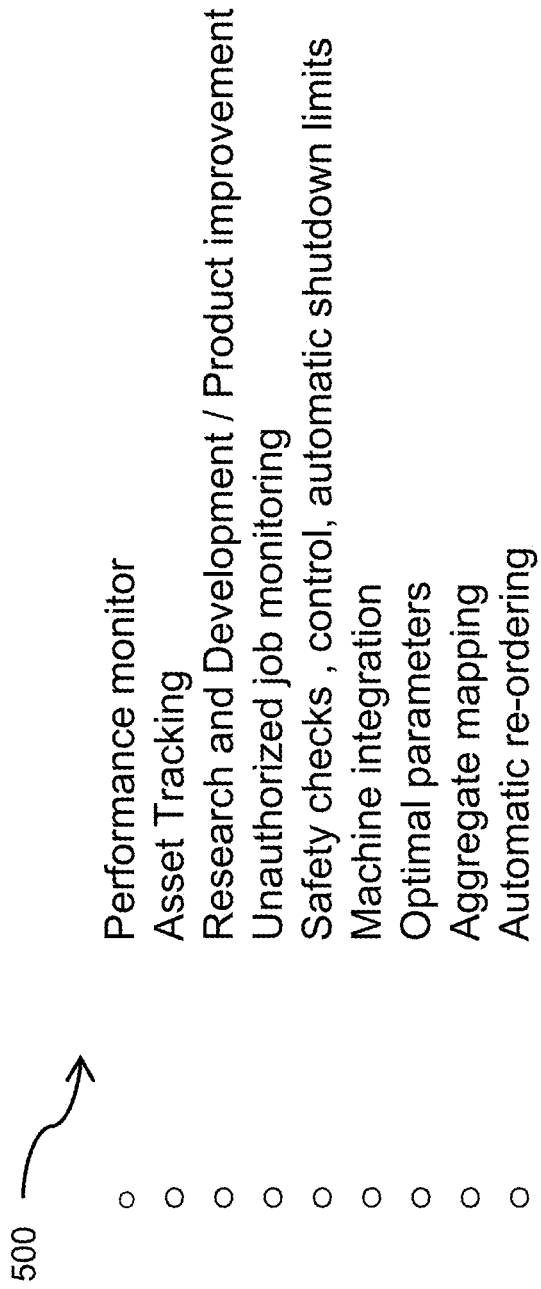 500
○ Performance monitor
○ Asset Tracking
○ Research and Development / Product improvement
○ Unauthorized job monitoring
○ Safety checks , control, automatic shutdown limits
○ Machine integration
○ Optimal parameters
○ Aggregate mapping
○ Automatic re-ordering